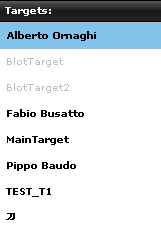 Targets:
Alberto Ornaghi
BlotTarget
BlotTarget2
Fabio Busatto
MainTarget
Pippo Baudo
TEST_T1
刀